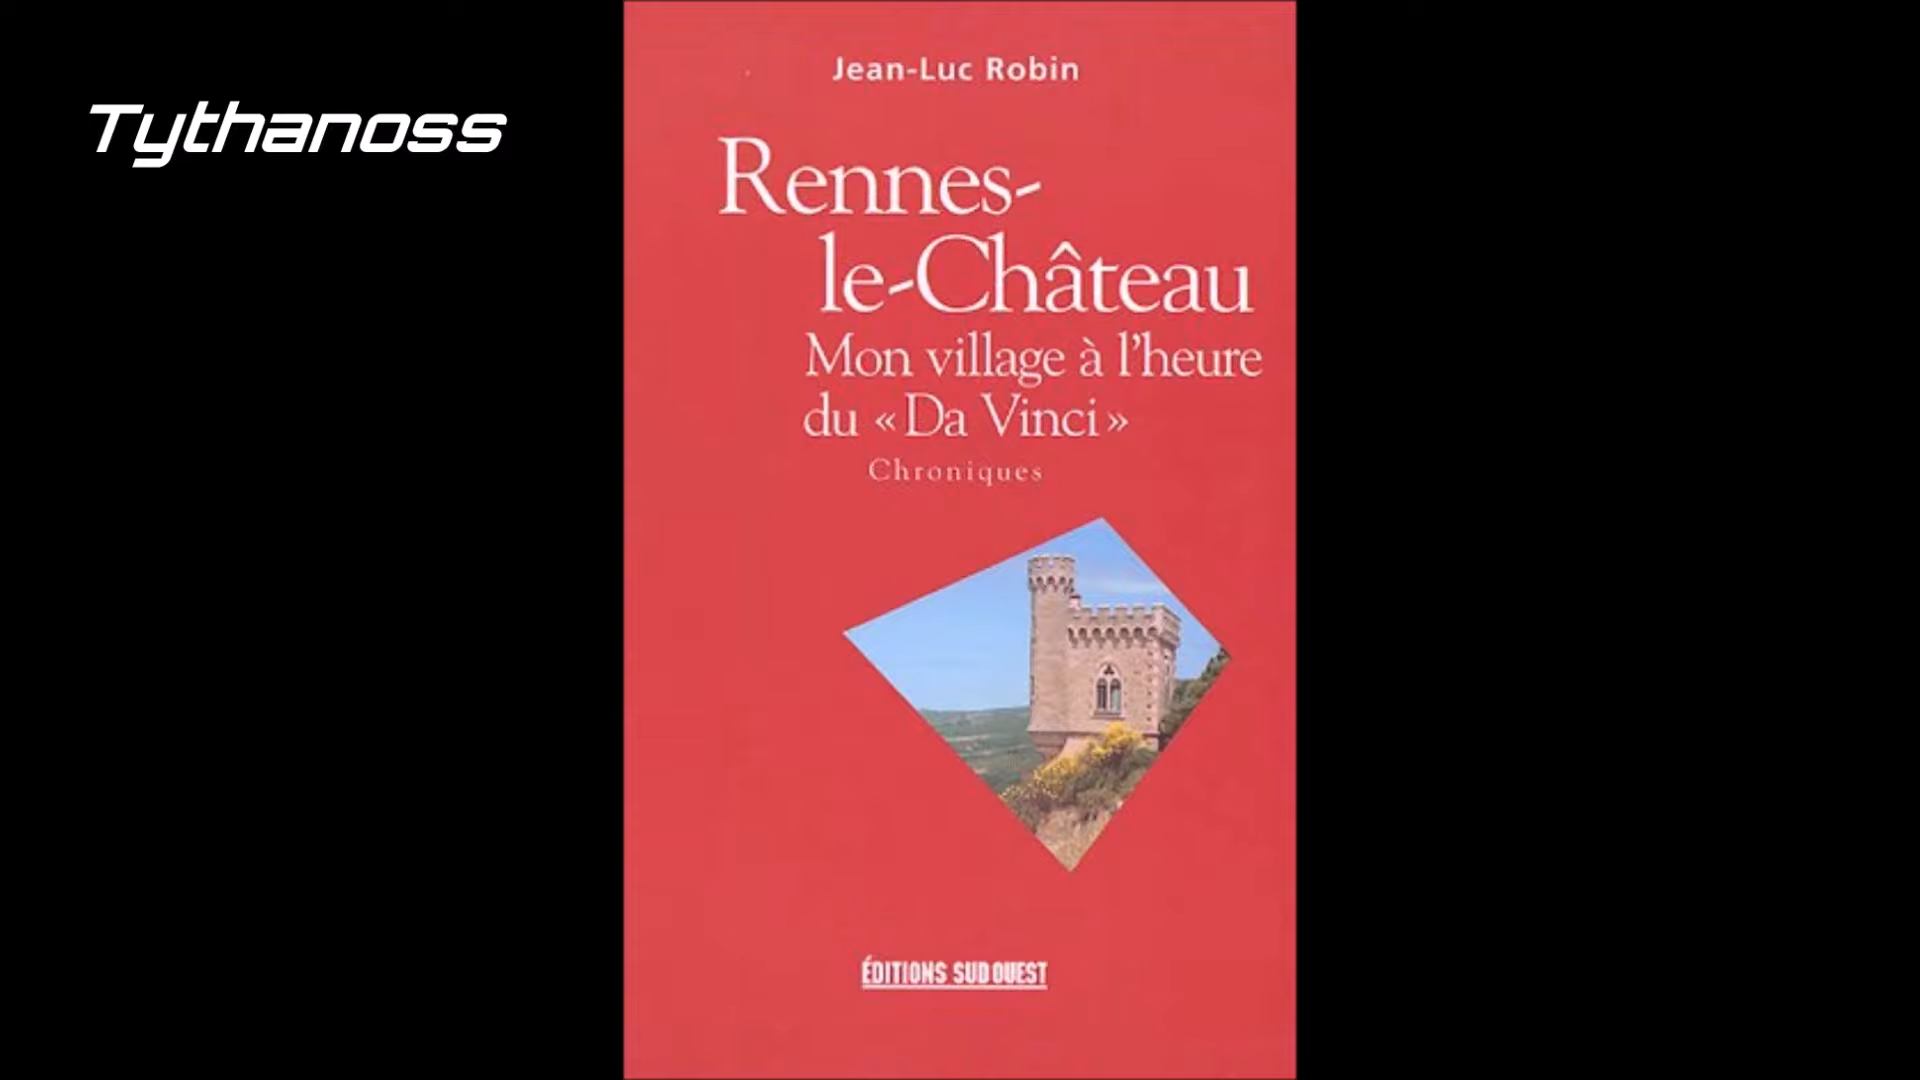 Tythanoss
Jean-Luc Robin
Rennes-
le-Château
Mon village à l'heure
du « Da Vinci »
Chroniques
ÉDITIONS SUD OUEST